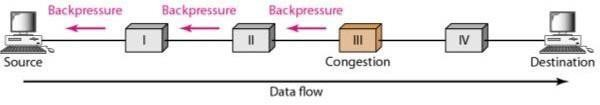 Backpressure Backpressure Backpressure
I II III IV
Source Congestion Destination
Data flow